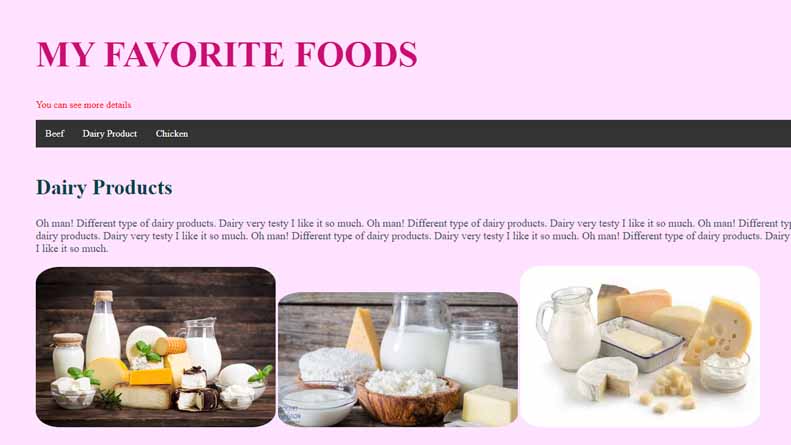 MY FAVORITE FOODS
You can see more details
Beef Dairy Product Chicken
Dairy Products
Oh man! Different type of dairy products. Dairy very testy I like it so much. Oh man! Different type of dairy products. Dairy very testy I like it so much. Oh man! Different
dairy products. Dairy very testy I like it so much. Oh man! Different type of dairy products. Dairy very testy I like it so much. Oh man! Different type of dairy products. Dairy
I like it so much.